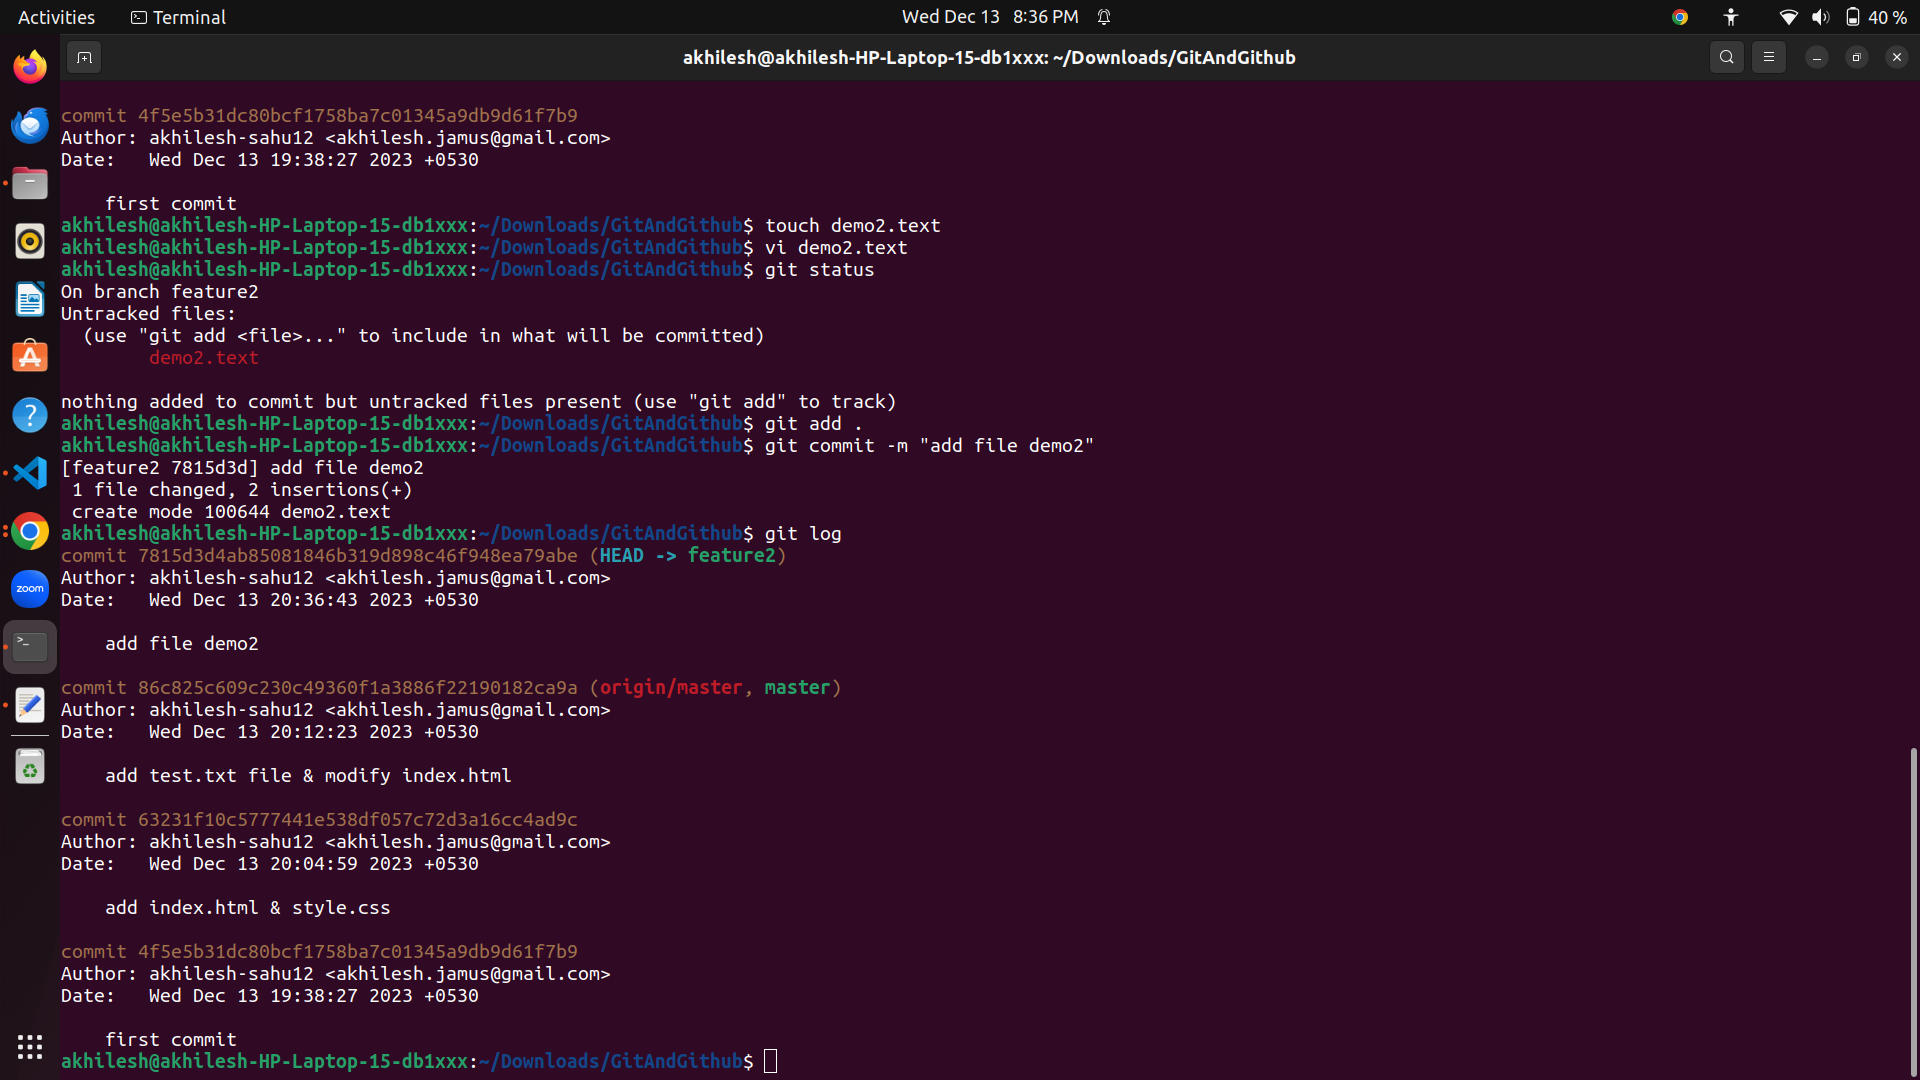 Activities Terminal Wed Dec 13 8:36 PM 40 %
akhilesh@akhilesh-HP-Laptop-15-db1xxx: ~/Downloads/GitAndGithub
commit 4f5e5b31dc80bcf1758ba7c01345a9db9d61f7b9
Author: akhilesh-sahu12 <akhilesh.jamus@gmail.com>
Date:   Wed Dec 13 19:38:27 2023 +0530
    first commit
akhilesh@akhilesh-HP-Laptop-15-db1xxx:~/Downloads/GitAndGithub$ touch demo2.text
akhilesh@akhilesh-HP-Laptop-15-db1xxx:~/Downloads/GitAndGithub$ vi demo2.text
akhilesh@akhilesh-HP-Laptop-15-db1xxx:~/Downloads/GitAndGithub$ git status
On branch feature2
Untracked files:
  (use "git add <file>..." to include in what will be committed)
        demo2.text
nothing added to commit but untracked files present (use "git add" to track)
akhilesh@akhilesh-HP-Laptop-15-db1xxx:~/Downloads/GitAndGithub$ git add .
akhilesh@akhilesh-HP-Laptop-15-db1xxx:~/Downloads/GitAndGithub$ git commit -m "add file demo2"
[feature2 7815d3d] add file demo2
 1 file changed, 2 insertions(+)
 create mode 100644 demo2.text
akhilesh@akhilesh-HP-Laptop-15-db1xxx:~/Downloads/GitAndGithub$ git log
commit 7815d3d4ab85081846b319d898c46f948ea79abe (HEAD -> feature2)
Author: akhilesh-sahu12 <akhilesh.jamus@gmail.com>
Date:   Wed Dec 13 20:36:43 2023 +0530
    add file demo2
commit 86c825c609c230c49360f1a3886f22190182ca9a (origin/master, master)
Author: akhilesh-sahu12 <akhilesh.jamus@gmail.com>
Date:   Wed Dec 13 20:12:23 2023 +0530
    add test.txt file & modify index.html
commit 63231f10c5777441e538df057c72d3a16cc4ad9c
Author: akhilesh-sahu12 <akhilesh.jamus@gmail.com>
Date:   Wed Dec 13 20:04:59 2023 +0530
    add index.html & style.css
commit 4f5e5b31dc80bcf1758ba7c01345a9db9d61f7b9
Author: akhilesh-sahu12 <akhilesh.jamus@gmail.com>
Date:   Wed Dec 13 19:38:27 2023 +0530
    first commit
akhilesh@akhilesh-HP-Laptop-15-db1xxx:~/Downloads/GitAndGithub$
zoom